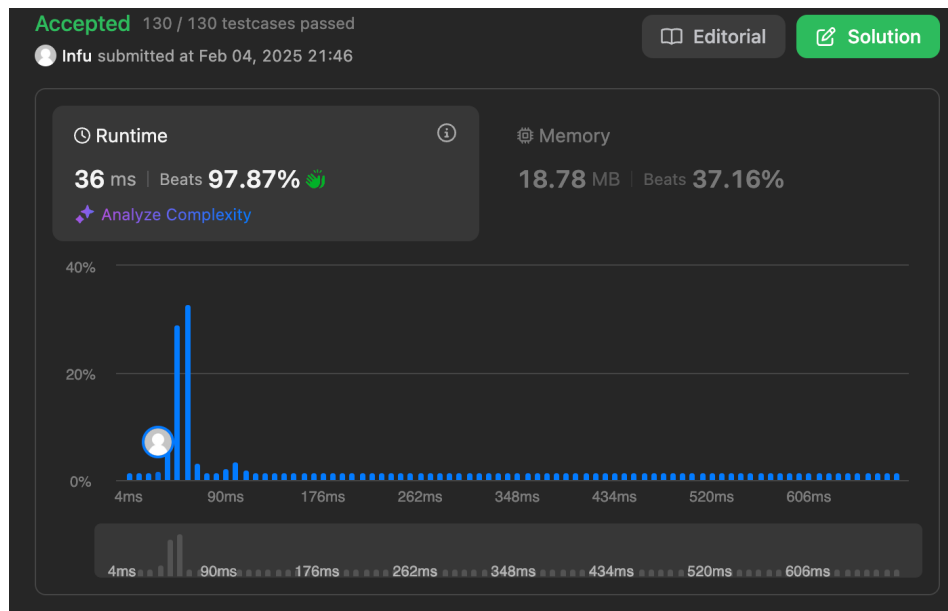 Accepted 130 / 130 testcases passed
Editorial
Solution
Infu submitted at Feb 04, 2025 21:46
Runtime
36 ms | Beats 97.87%
Analyze Complexity
Memory
18.78 MB | Beats 37.16%
40%
20%
0%
4ms 90ms 176ms 262ms 348ms 434ms 520ms 606ms
4ms 90ms 176ms 262ms 348ms 434ms 520ms 606ms